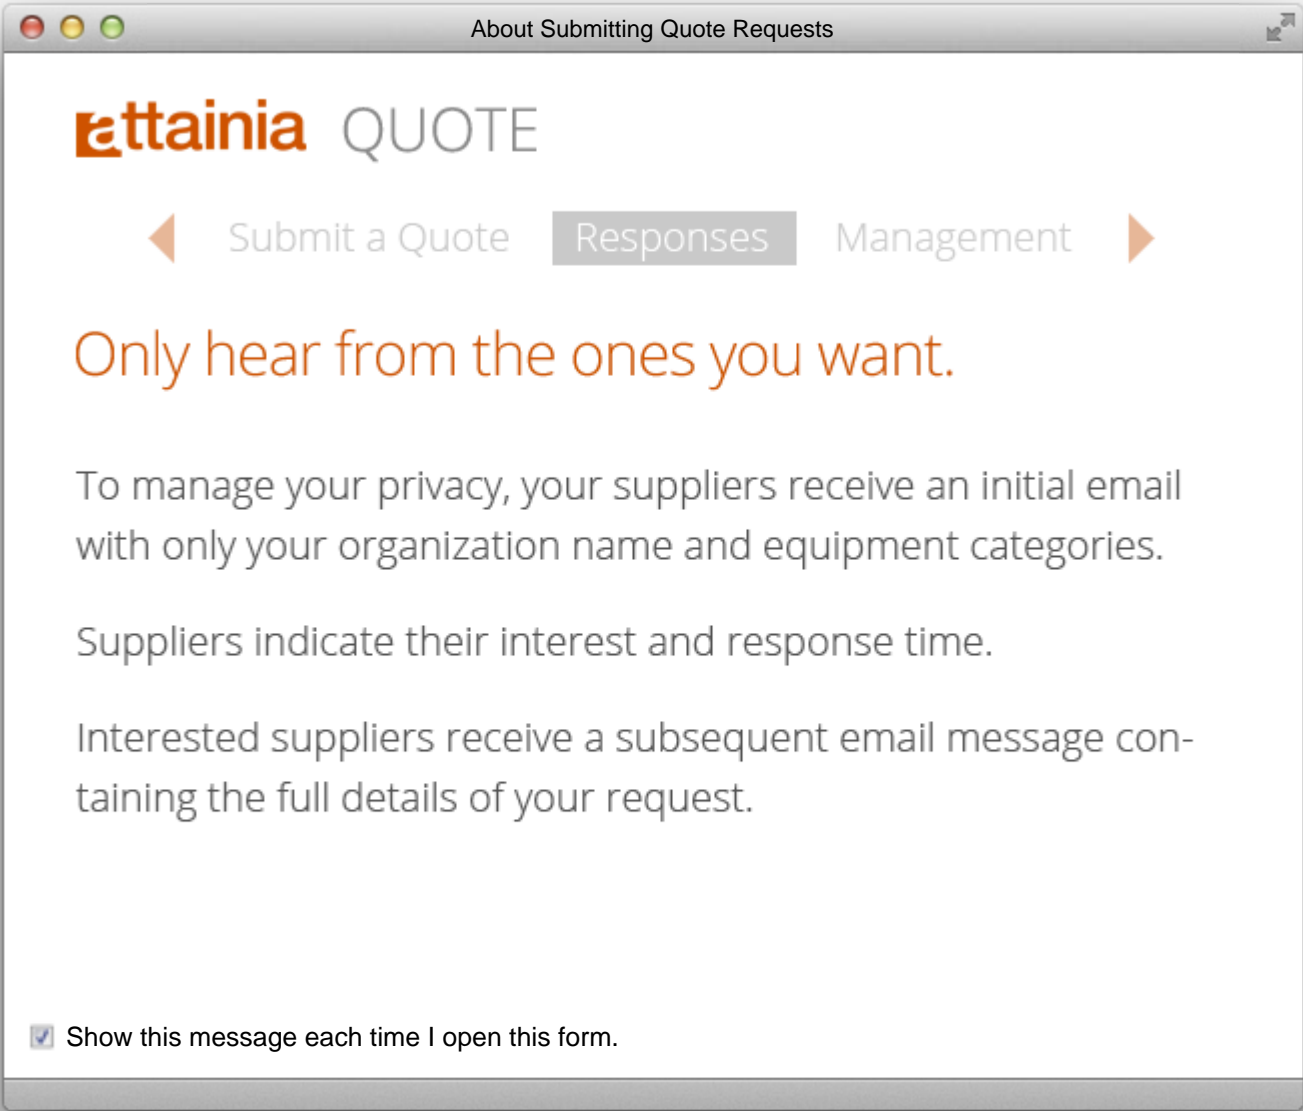 About Submitting Quote Requests
attainia QUOTE
Submit a Quote Responses Management
Only hear from the ones you want.
To manage your privacy, your suppliers receive an initial email
with only your organization name and equipment categories.
Suppliers indicate their interest and response time.
Interested suppliers receive a subsequent email message con-
taining the full details of your request.
Show this message each time I open this form.